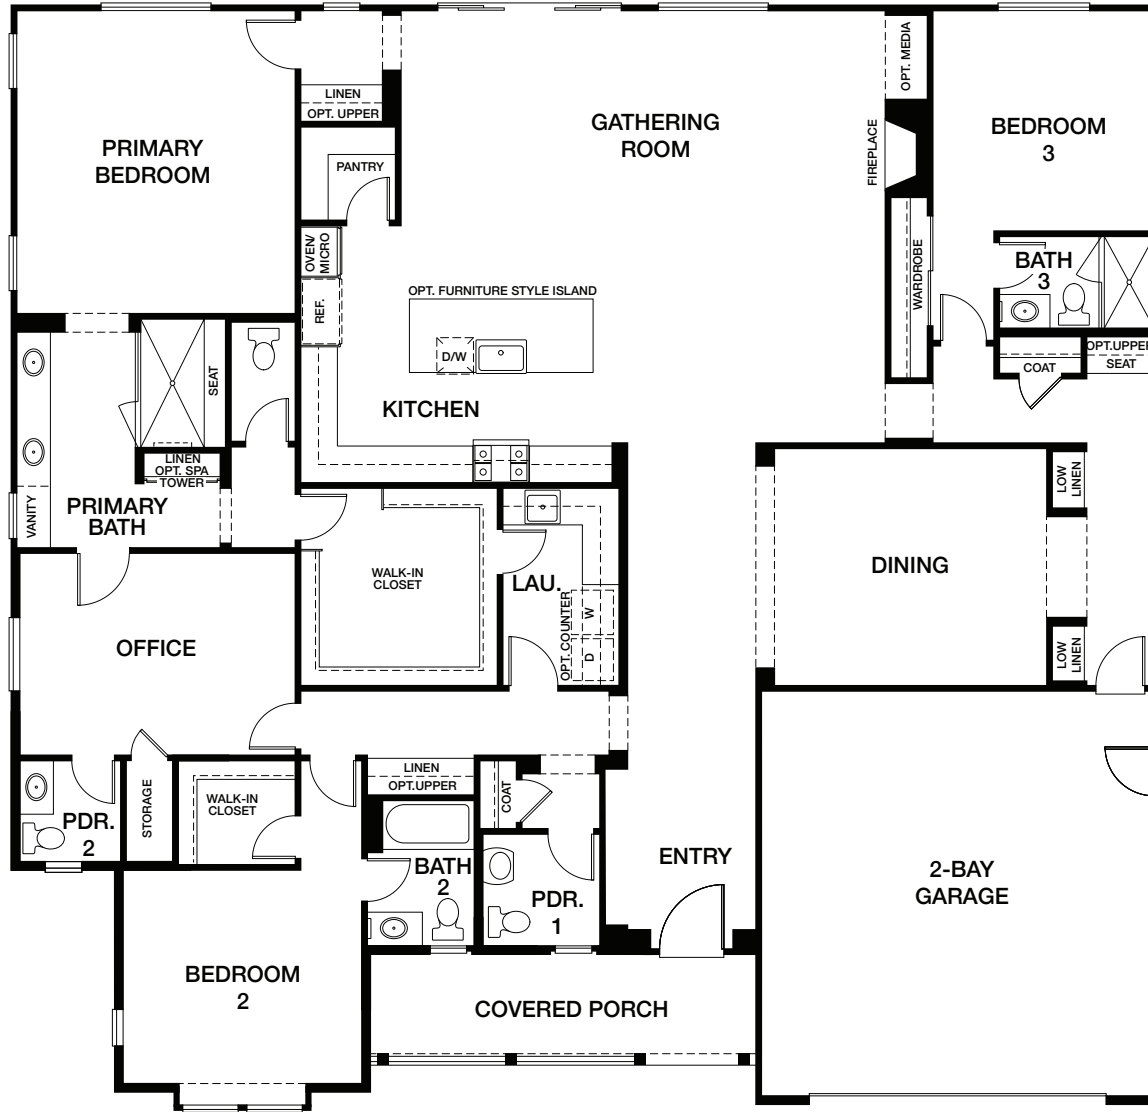 OPT. MEDIA
LINEN
OPT. UPPER
GATHERING
ROOM
FIREPLACE
BEDROOM
3
PRIMARY
BEDROOM
PANTRY
OVEN/
MICRO
REF.
OPT. FURNITURE STYLE ISLAND
D/W
WARDROBE
BATH
3
COAT
OPT.UPPER
SEAT
SEAT
KITCHEN
LINEN
OPT. SPA
TOWER
VANITY
PRIMARY
BATH
LOW
LINEN
WALK-IN
CLOSET
LAU.
OPT. COUNTER
W
D
DINING
OFFICE
LOW
LINEN
STORAGE
WALK-IN
CLOSET
LINEN
OPT.UPPER
COAT
PDR.
2
BATH
2
PDR.
1
ENTRY
2-BAY
GARAGE
BEDROOM
2
COVERED PORCH